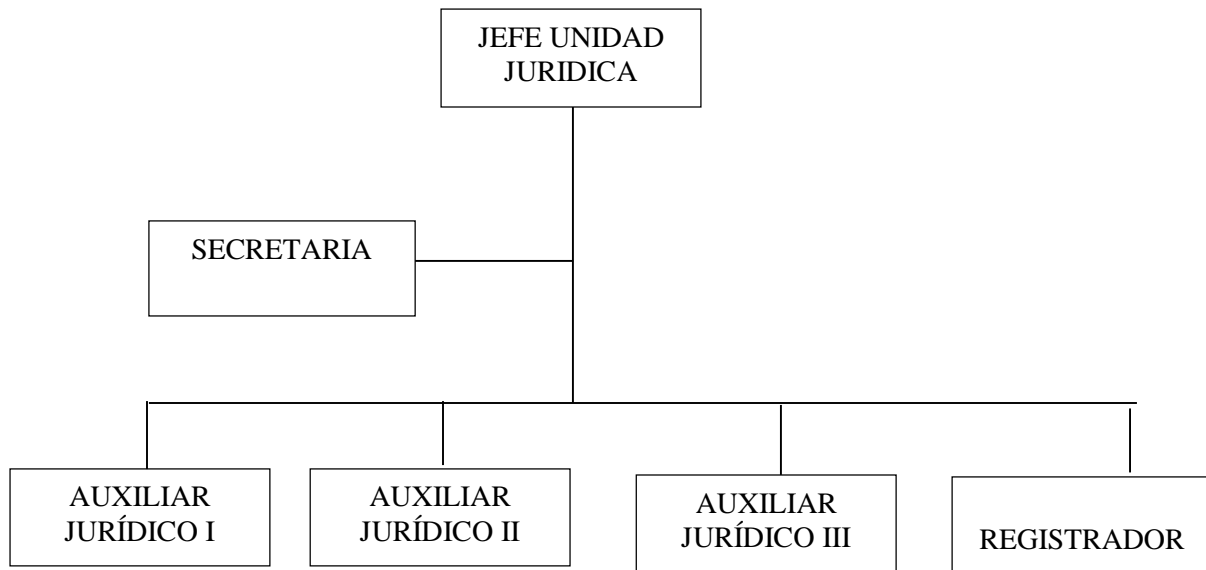 JEFE UNIDAD
JURIDICA
SECRETARIA
AUXILIAR
JURÍDICO I
AUXILIAR
JURÍDICO II
AUXILIAR
JURÍDICO III
REGISTRADOR